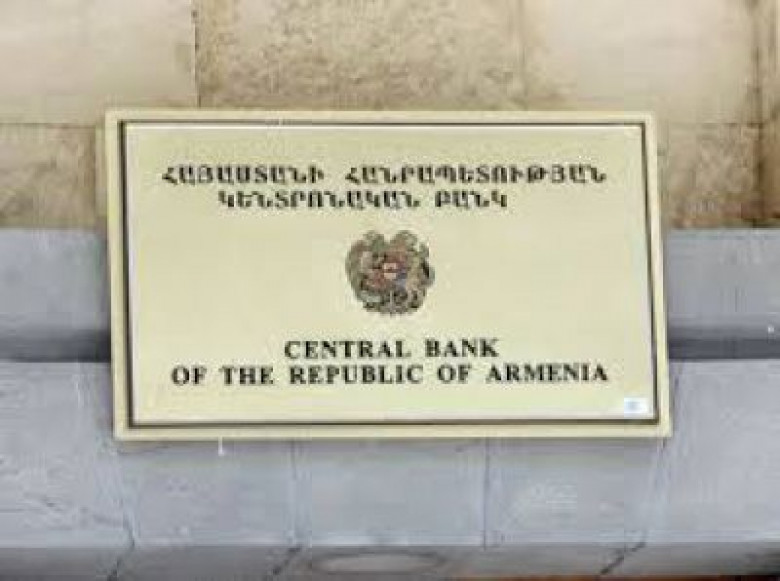 ՀԱՅԱՍՏԱՆԻ ՀԱՆՐԱՊԵՏՈՒԹՅԱՆ
ԿԵՆՏՐՈՆԱԿԱՆ ԲԱՆԿ
CENTRAL BANK
OF THE REPUBLIC OF ARMENIA